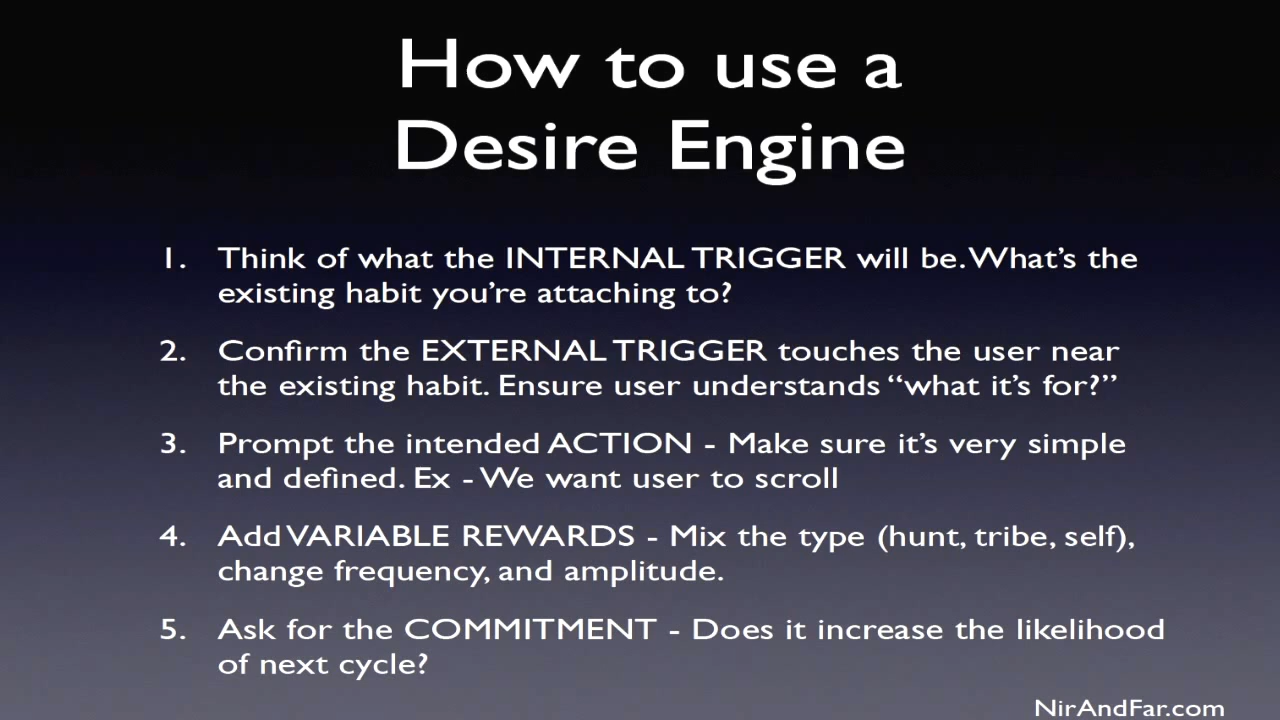 How to use a
Desire Engine
1. Think of what the INTERNAL TRIGGER will be. What's the
existing habit you're attaching to?
2. Confirm the EXTERNAL TRIGGER touches the user near
the existing habit. Ensure user understands “what it's for?”
3. Prompt the intended ACTION - Make sure it's very simple
and defined. Ex - We want user to scroll
4. Add VARIABLE REWARDS - Mix the type (hunt, tribe, self),
change frequency, and amplitude.
5. Ask for the COMMITMENT - Does it increase the likelihood
of next cycle?
NirAndFar.com